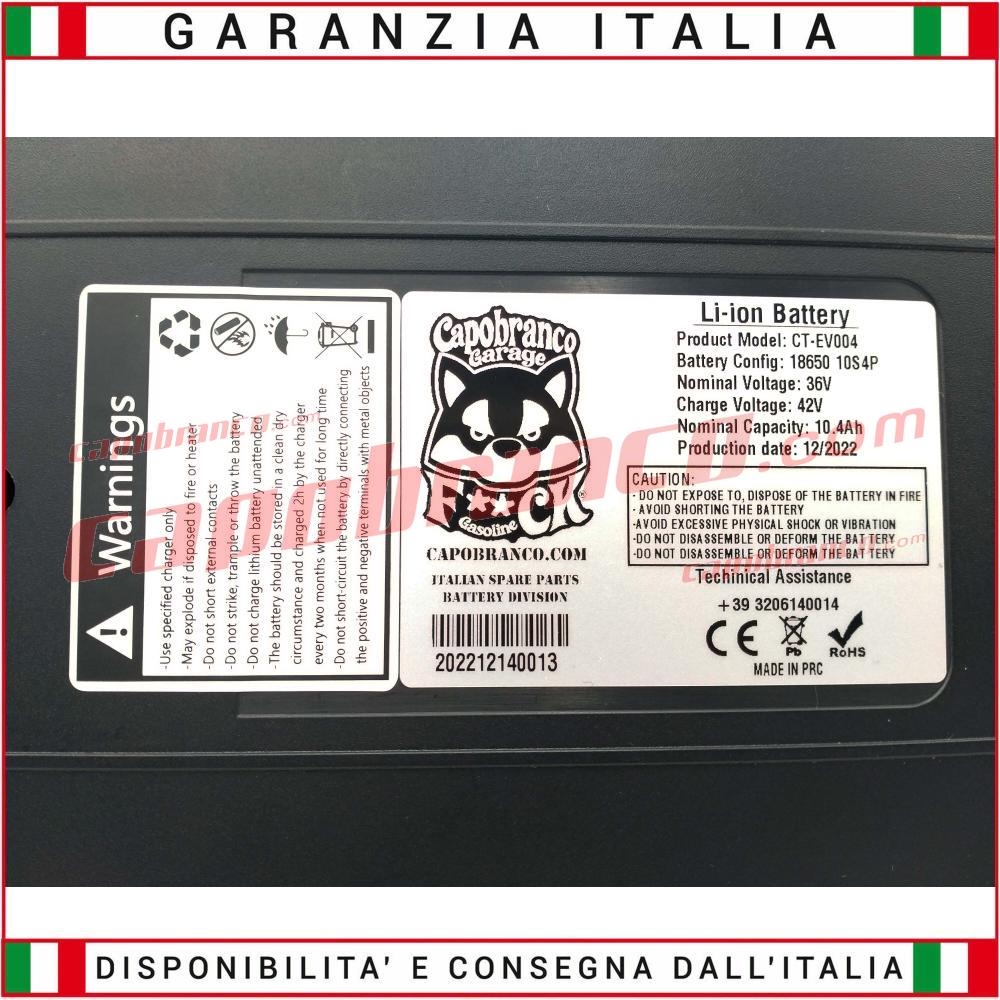 GARANZIA ITALIA
Warnings
-Use specified charger only
-May explode if disposed to fire or heater
-Do not short external contacts
-Do not strike, trample or throw the battery
-Do not charge lithium battery unattended
-The battery should be stored in a clean dry
circumstance and charged 2h by the charger
every two months when not used for long time
-Do not short-circuit the battery by directly connecting
the positive and negative terminals with metal objects
Capobranco
Garage
F**CK
Gasoline
CAPOBRANCO.COM
ITALIAN SPARE PARTS
BATTERY DIVISION
202212140013
Li-ion Battery
Product Model: CT-EV004
Battery Config: 18650 10S4P
Nominal Voltage: 36V
Charge Voltage: 42V
Nominal Capacity: 10.4Ah
Production date: 12/2022
CAUTION:
- DO NOT EXPOSE TO, DISPOSE OF THE BATTERY IN FIRE
- AVOID SHORTING THE BATTERY
-AVOID EXCESSIVE PHYSICAL SHOCK OR VIBRATION
-DO NOT DISASSEMBLE OR DEFORM THE BATTERY
-DO NOT DISASSEMBLE OR DEFORM THE BATTERY
Techinical Assistance
+39 3206140014
CE
Pb
RoHS
MADE IN PRC
Capobranco.com
Capobranco.com
Capobranco.com
DISPONIBILITA' E CONSEGNA DALL'ITALIA